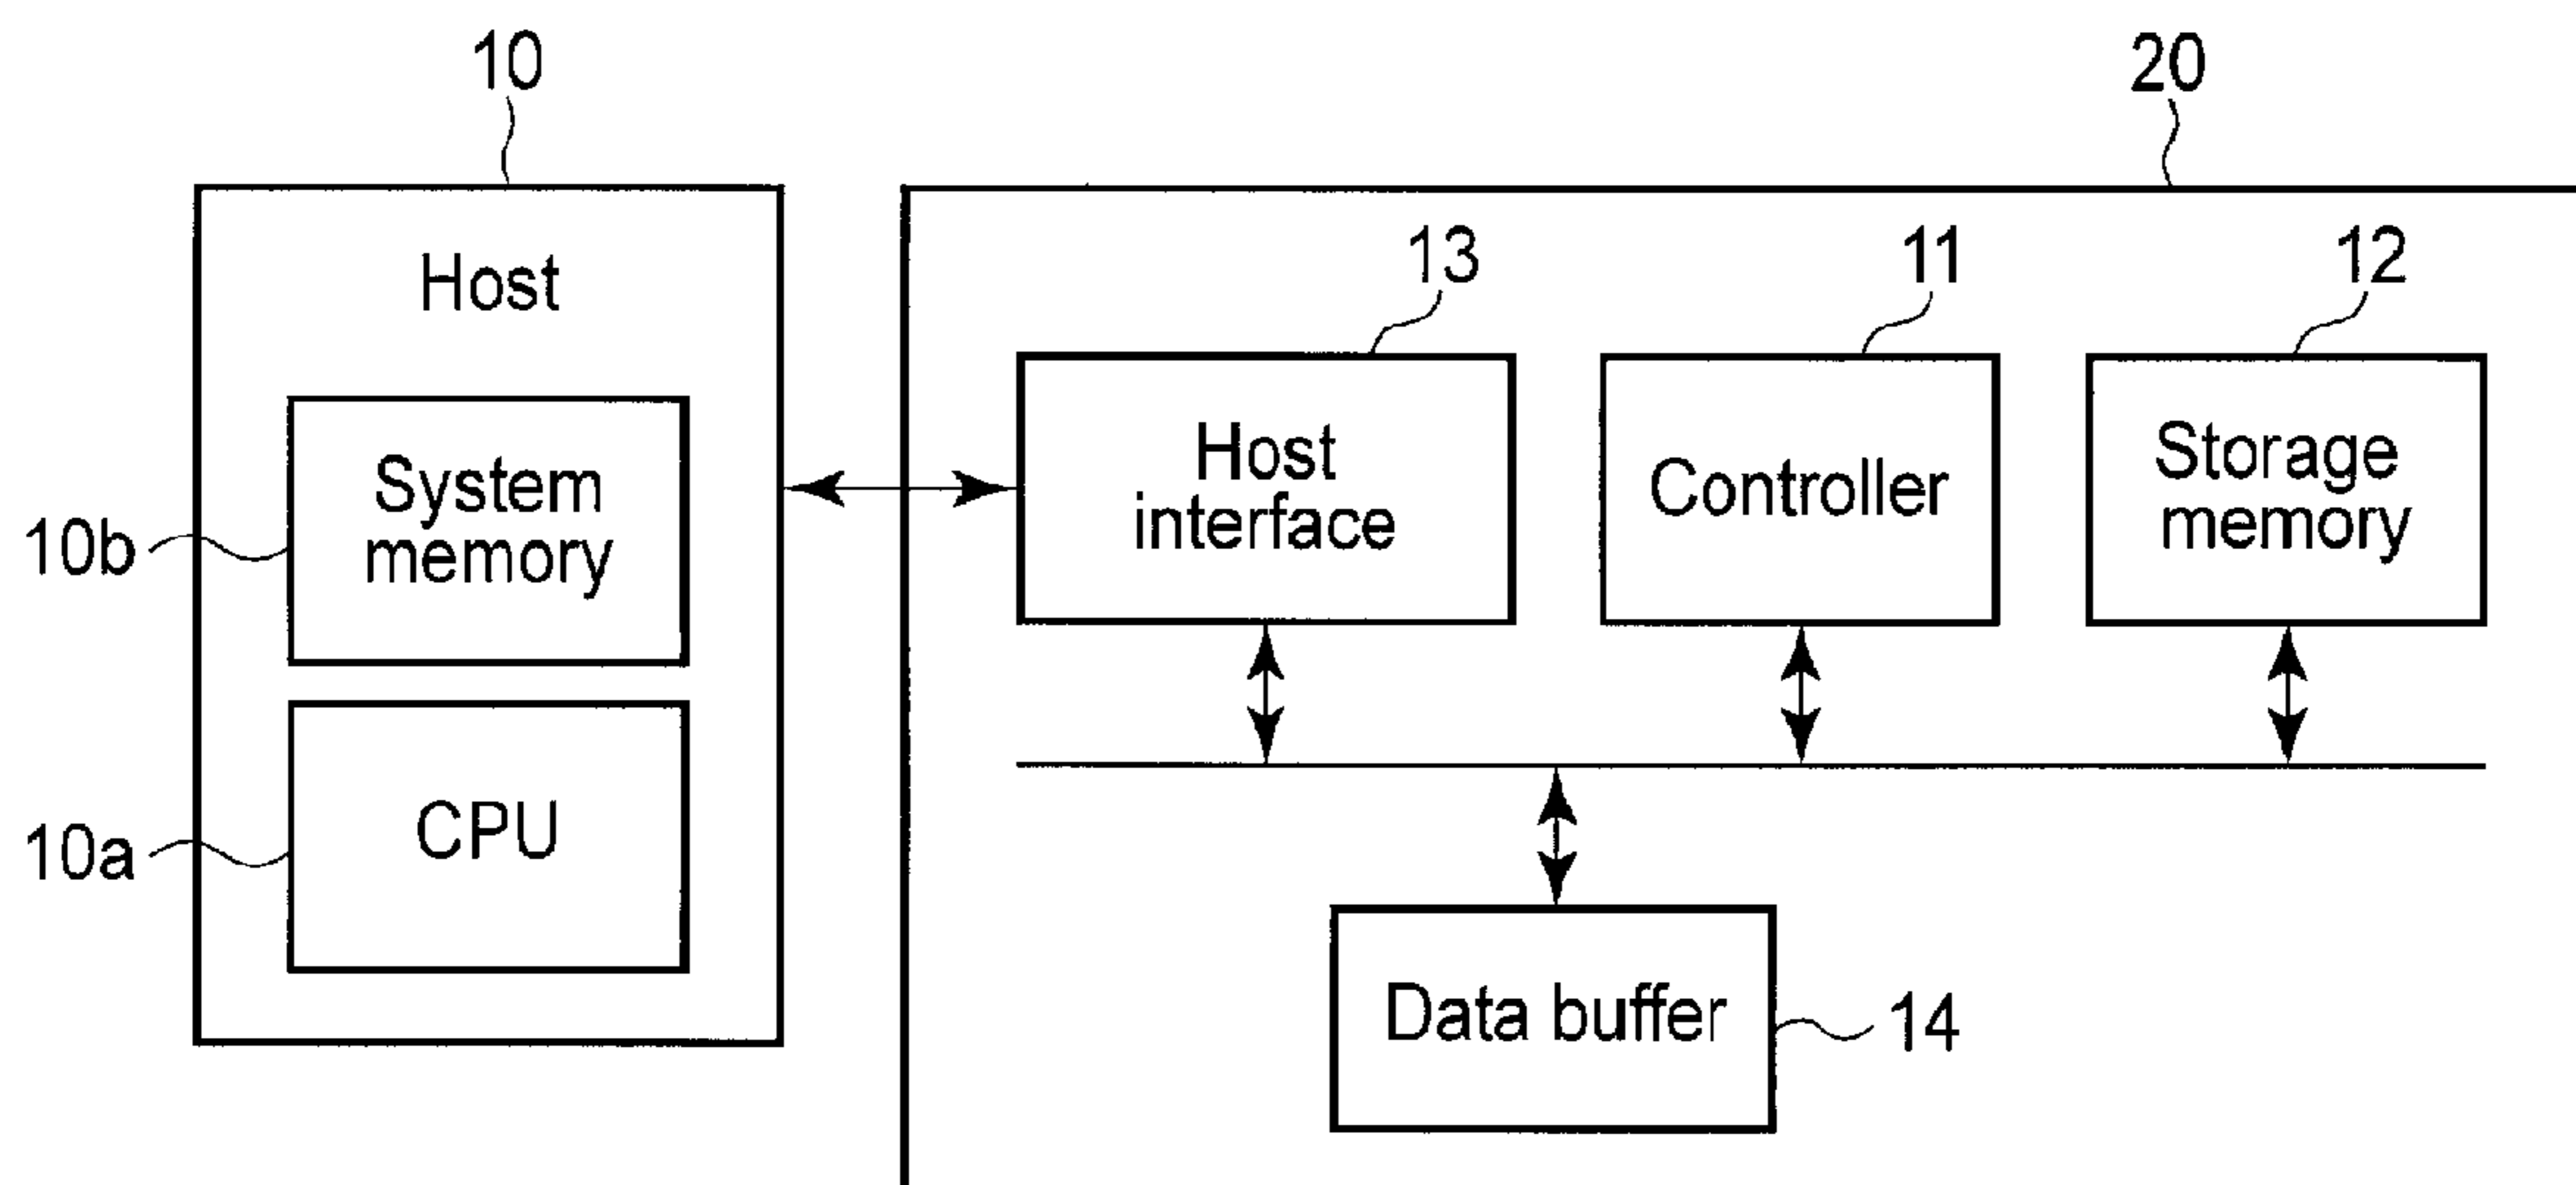 10
20
Host
13
11
12
System
memory
10b
Host
interface
Controller
Storage
memory
CPU
10a
Data buffer
14